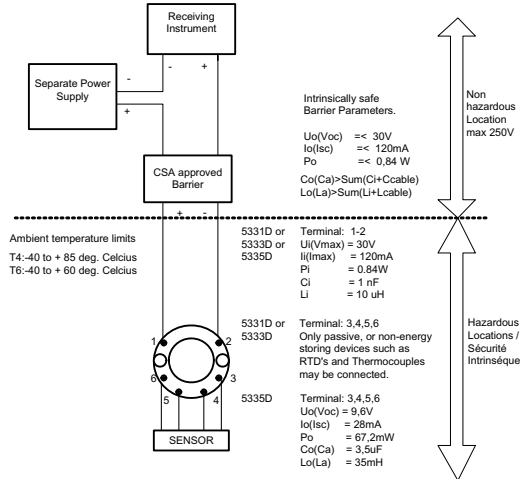 Receiving
Instrument
- +
Separate Power
Supply
-
+
Intrinsically safe
Barrier Parameters.
Uo(Voc) =< 30V
Io(Isc) =< 120mA
Po =< 0,84 W
Co(Ca)>Sum(Ci+Ccable)
Lo(La)>Sum(Li+Lcable)
Non
hazardous
Location
max 250V
CSA approved
Barrier
+ -
Ambient temperature limits
T4:-40 to + 85 deg. Celcius
T6:-40 to + 60 deg. Celcius
5331D or Terminal: 1-2
5333D or Ui(Vmax) = 30V
5335D Ii(Imax) = 120mA
Pi = 0.84W
Ci = 1 nF
Li = 10 uH
5331D or Terminal: 3,4,5,6
5333D Only passive, or non-energy
storing devices such as
RTD's and Thermocouples
may be connected.
Hazardous
Locations /
Sécurité
Intrinséque
1 2
6 3
5 4
SENSOR
5335D Terminal: 3,4,5,6
Uo(Voc) = 9,6V
Io(Isc) = 28mA
Po = 67,2mW
Co(Ca) = 3,5uF
Lo(La) = 35mH